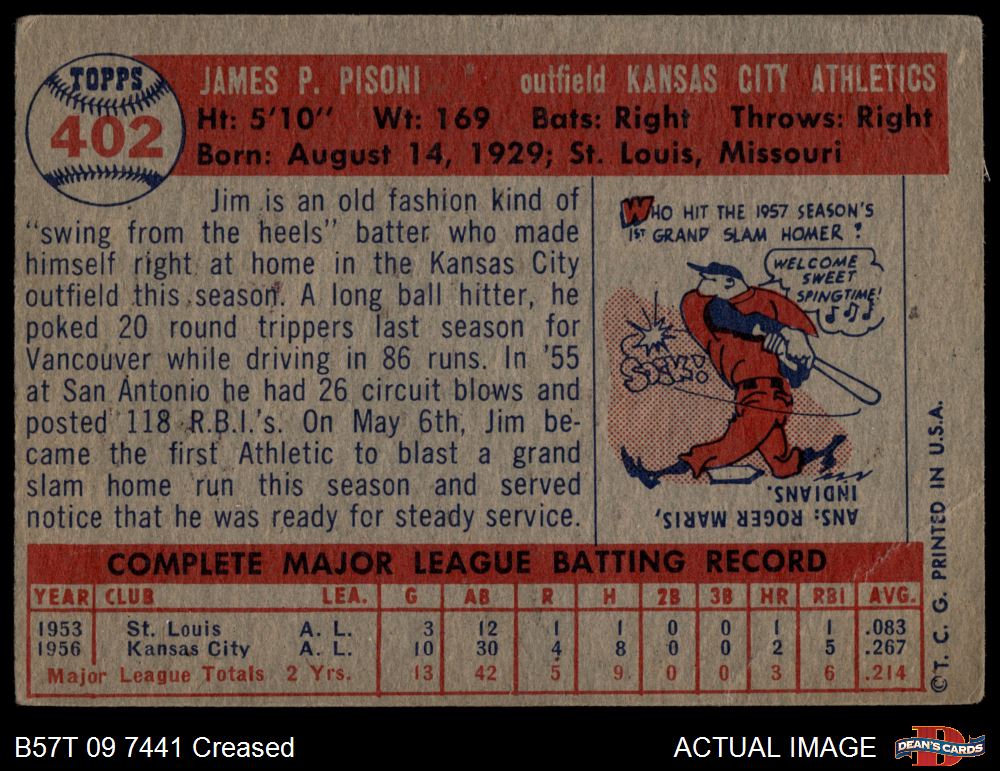 TOPPS
402
JAMES P. PISONI outfield KANSAS CITY ATHLETICS
Ht: 5'10" Wt: 169 Bats: Right Throws: Right
Born: August 14, 1929; St. Louis, Missouri
Jim is an old fashion kind of
"swing from the heels" batter who made
himself right at home in the Kansas City
outfield this season. A long ball hitter, he
poked 20 round trippers last season for
Vancouver while driving in 86 runs. In '55
at San Antonio he had 26 circuit blows and
posted 118 R.B.I.'s. On May 6th, Jim be-
came the first Athletic to blast a grand
slam home run this season and served
notice that he was ready for steady service.
WHO HIT THE 1957 SEASON'S
1ST GRAND SLAM HOMER?
WELCOME
SWEET
SPINGTIME!
SOCK!
ANS: ROGER MARIS,
INDIANS.
COMPLETE MAJOR LEAGUE BATTING RECORD
YEAR CLUB LEA. G AB R H 2B 3B HR RBI AVG.
1953 St. Louis A. L. 3 12 1 1 0 0 1 1 .083
1956 Kansas City A. L. 10 30 4 8 0 0 2 5 .267
Major League Totals 2 Yrs. 13 42 5 9 0 0 3 6 .214
©T. C. G. PRINTED IN U.S.A.
B57T 09 7441 Creased
ACTUAL IMAGE
DEAN'S CARDS